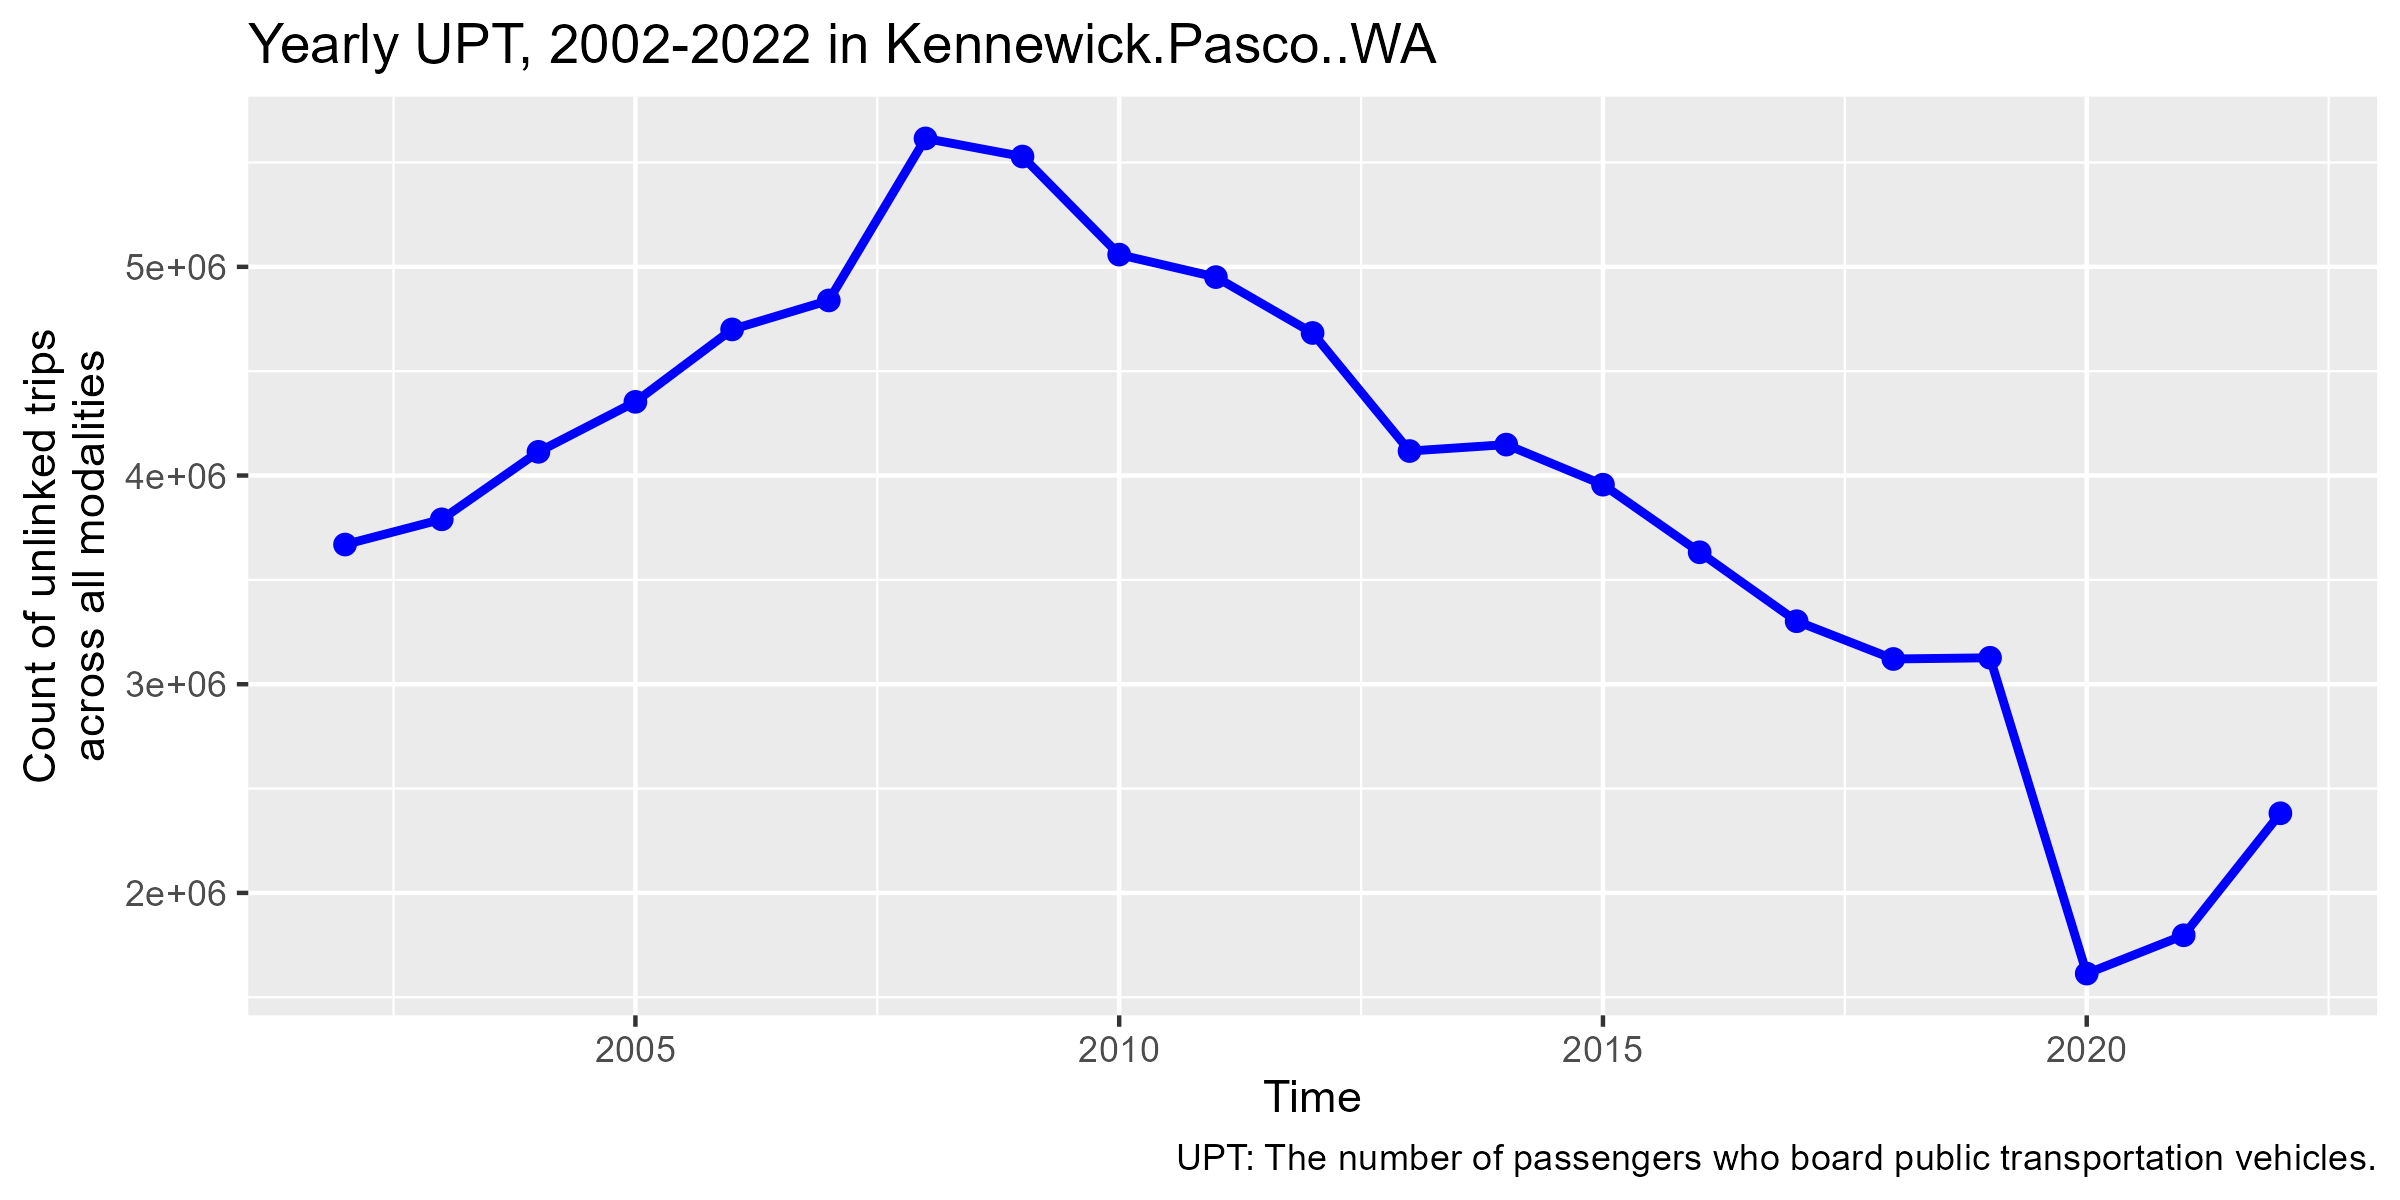 Yearly UPT, 2002-2022 in Kennewick.Pasco..WA
Count of unlinked trips
across all modalities
5e+06
4e+06
3e+06
2e+06
2005
2010
2015
2020
Time
UPT: The number of passengers who board public transportation vehicles.